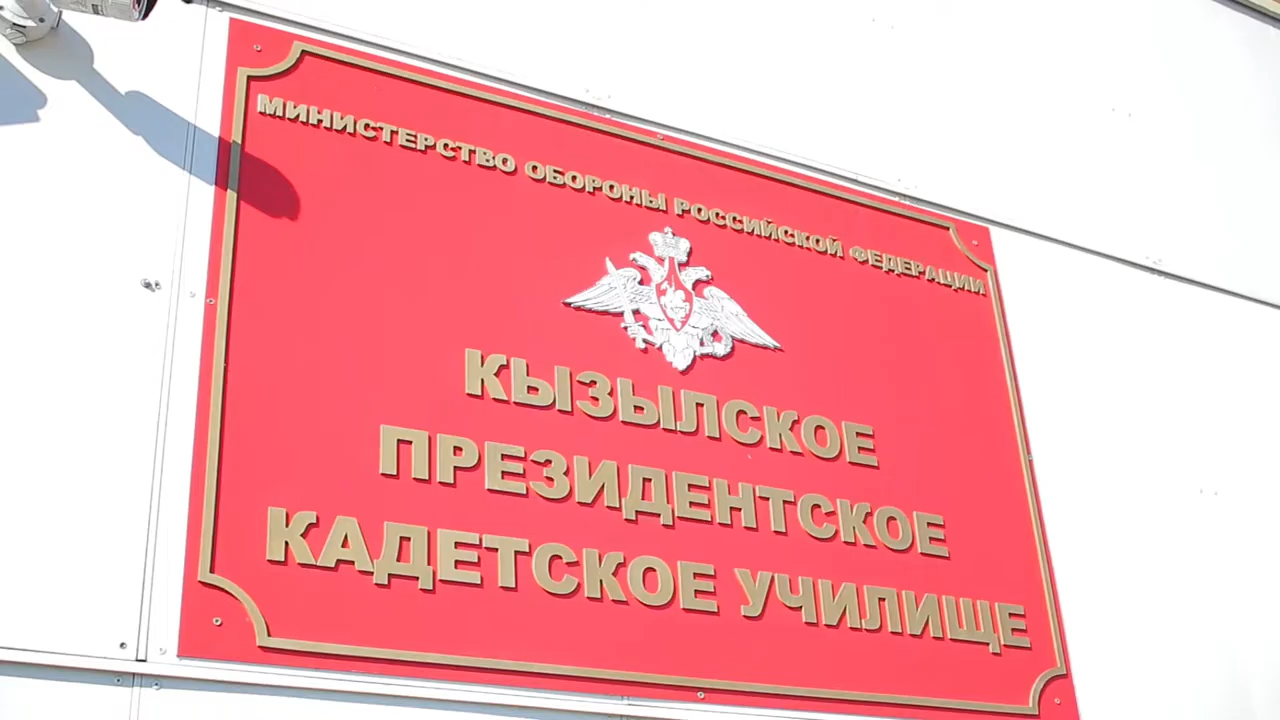 МИНИСТЕРСТВО ОБОРОНЫ РОССИЙСКОЙ ФЕДЕРАЦИИ
КЫЗЫЛСКОЕ
ПРЕЗИДЕНТСКОЕ
КАДЕТСКОЕ УЧИЛИЩЕ